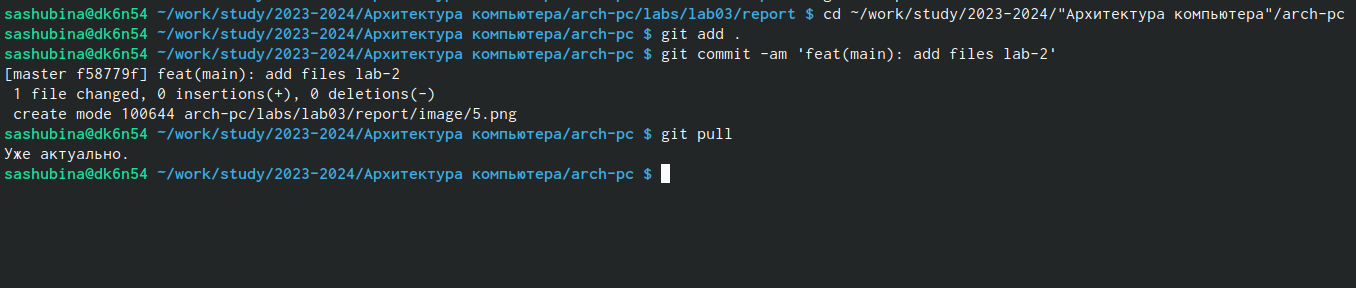 sashubina@dk6n54 ~/work/study/2023-2024/Архитектура компьютера/arch-pc/labs/lab03/report $ cd ~/work/study/2023-2024/"Архитектура компьютера"/arch-pc
sashubina@dk6n54 ~/work/study/2023-2024/Архитектура компьютера/arch-pc $ git add .
sashubina@dk6n54 ~/work/study/2023-2024/Архитектура компьютера/arch-pc $ git commit -am 'feat(main): add files lab-2'
[master f58779f] feat(main): add files lab-2
 1 file changed, 0 insertions(+), 0 deletions(-)
 create mode 100644 arch-pc/labs/lab03/report/image/5.png
sashubina@dk6n54 ~/work/study/2023-2024/Архитектура компьютера/arch-pc $ git pull
Уже актуально.
sashubina@dk6n54 ~/work/study/2023-2024/Архитектура компьютера/arch-pc $